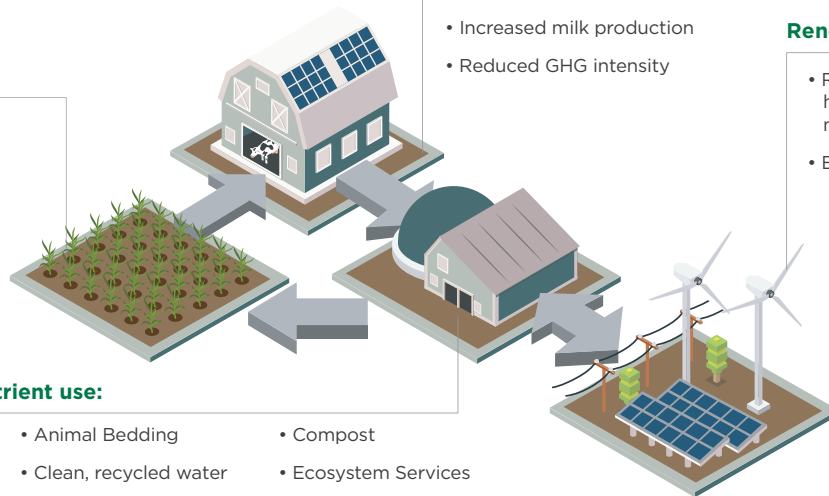 • Increased milk production
• Reduced GHG intensity
trient use:
• Animal Bedding
• Compost
• Clean, recycled water
• Ecosystem Services